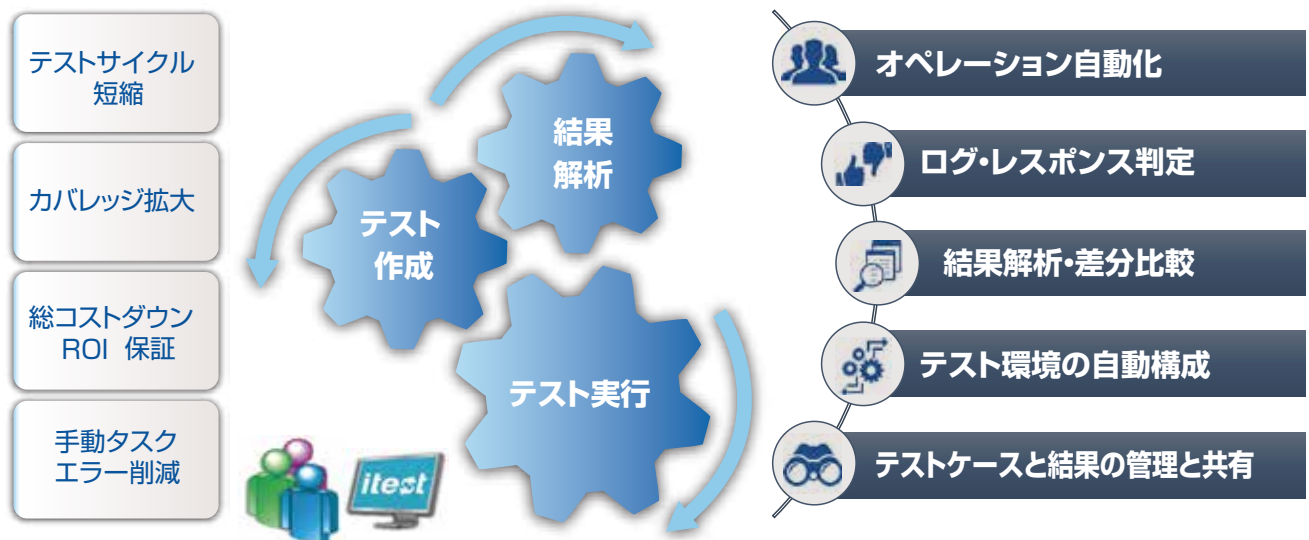 テストサイクル
短縮
カバレッジ拡大
総コストダウン
ROI 保証
手動タスク
エラー削減
結果
解析
テスト
作成
テスト実行
itest
オペレーション自動化
ログ・レスポンス判定
結果解析・差分比較
テスト環境の自動構成
テストケースと結果の管理と共有